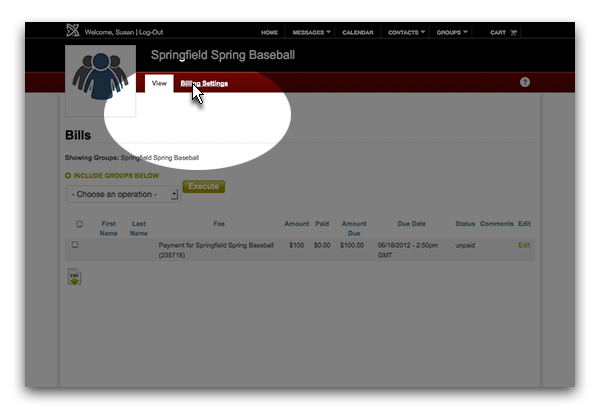 Welcome, Susan | Log-Out HOME MESSAGES CALENDAR CONTACTS GROUPS CART
Springfield Spring Baseball
View Billing Settings ?
Bills
Showing Groups: Springfield Spring Baseball
INCLUDE GROUPS BELOW
- Choose an operation - Execute
First Name Last Name Fee Amount Paid Amount Due Due Date Status Comments Edit
Payment for Springfield Spring Baseball $100 $0.00 $100.00 06/18/2012 - 2:50pm unpaid Edit
(235718) GMT
CSV